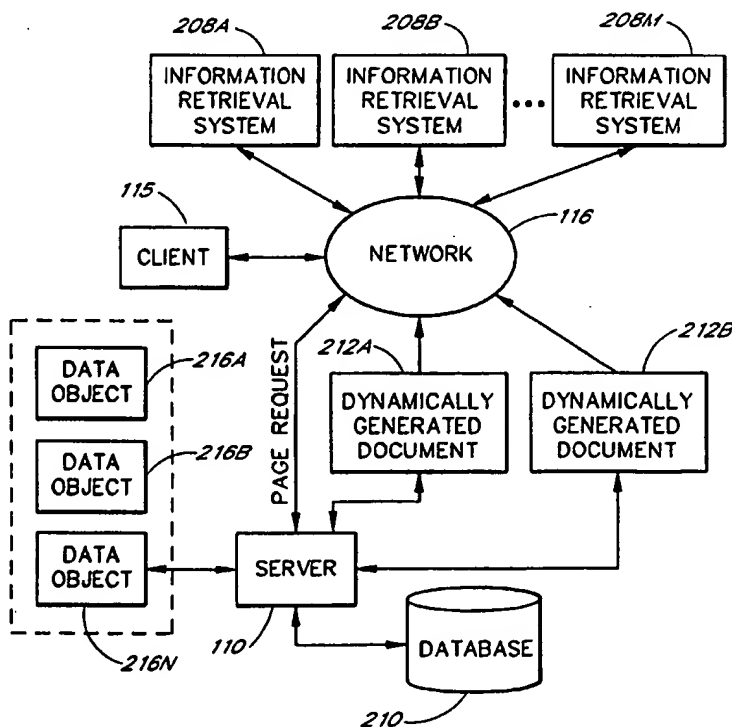 208A
208B
208M
INFORMATION
RETRIEVAL
SYSTEM
INFORMATION
RETRIEVAL
SYSTEM
...
INFORMATION
RETRIEVAL
SYSTEM
115
CLIENT
NETWORK
116
PAGE REQUEST
212A
212B
DYNAMICALLY
GENERATED
DOCUMENT
DYNAMICALLY
GENERATED
DOCUMENT
DATA
OBJECT
216A
DATA
OBJECT
216B
DATA
OBJECT
216N
SERVER
110
DATABASE
210